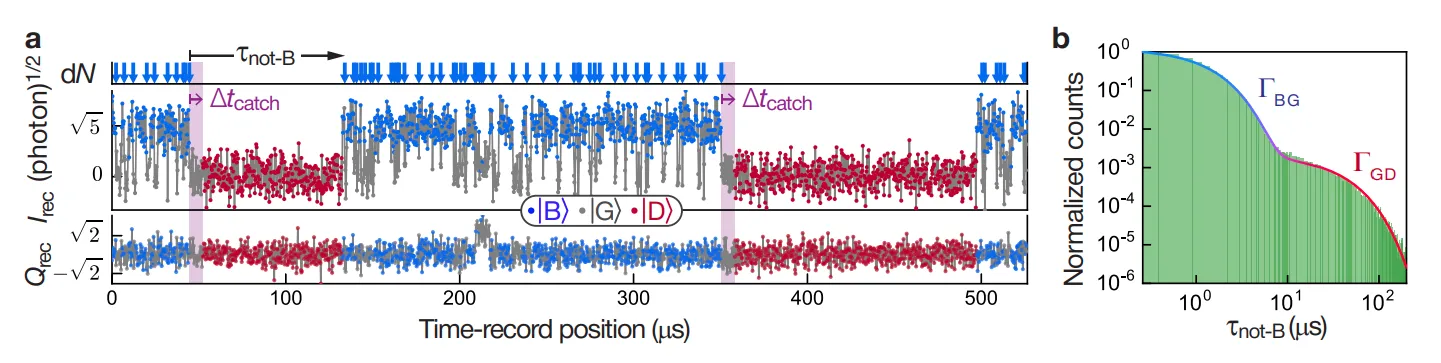 a
dN
τnot-B
Δtcatch
Δtcatch
Irec (photon)1/2
√5
0
|B⟩ |G⟩ |D⟩
Qrec
√2
−√2
0 100 200 300 400 500
Time-record position (μs)
b
Normalized counts
10^0
10^-1
10^-2
10^-3
10^-4
10^-5
10^-6
ΓBG
ΓGD
10^0 10^1 10^2
τnot-B (μs)